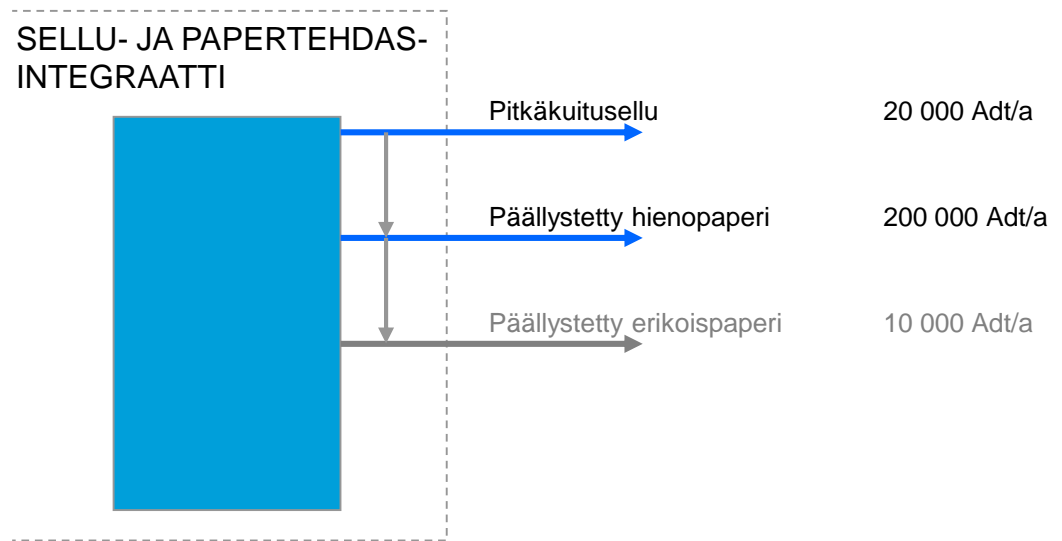 SELLU- JA PAPERTEHDAS-
INTEGRAATTI
Pitkäkuitusellu 20 000 Adt/a
Päällystetty hienopaperi 200 000 Adt/a
Päällystetty erikoispaperi 10 000 Adt/a